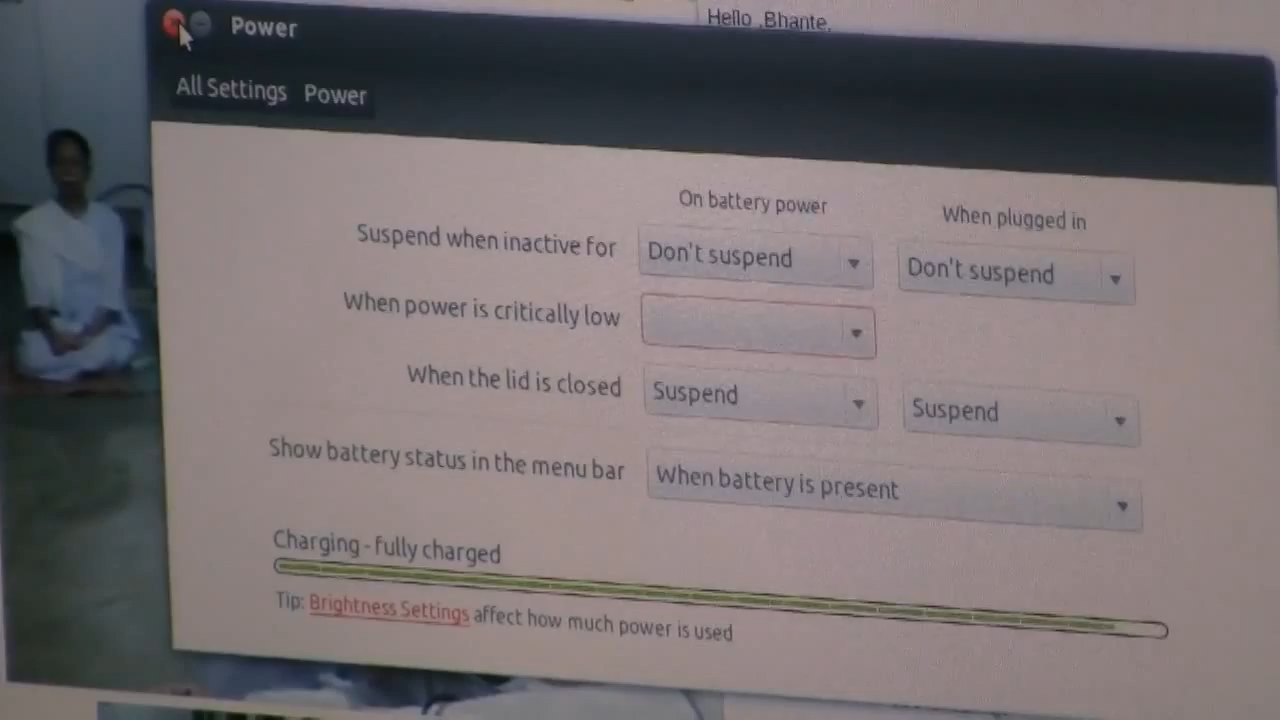 Hello ,Bhante,
Power
All Settings Power
On battery power When plugged in
Suspend when inactive for Don't suspend Don't suspend
When power is critically low
When the lid is closed Suspend Suspend
Show battery status in the menu bar When battery is present
Charging - fully charged
Tip: Brightness Settings affect how much power is used